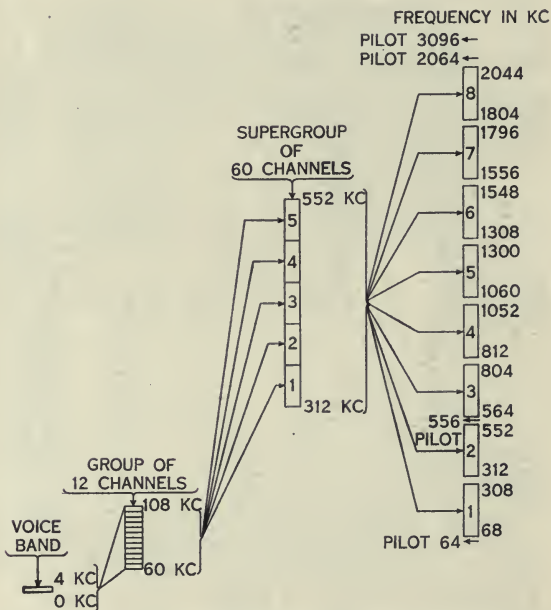 FREQUENCY IN KC
PILOT 3096
PILOT 2064
2044
8
1804
1796
7
1556
1548
6
1308
1300
5
1060
1052
4
812
804
3
564
556
PILOT
552
2
312
308
1
68
PILOT 64
SUPERGROUP
OF
60 CHANNELS
552 KC
5
4
3
2
1
312 KC
GROUP OF
12 CHANNELS
108 KC
60 KC
VOICE
BAND
4 KC
0 KC